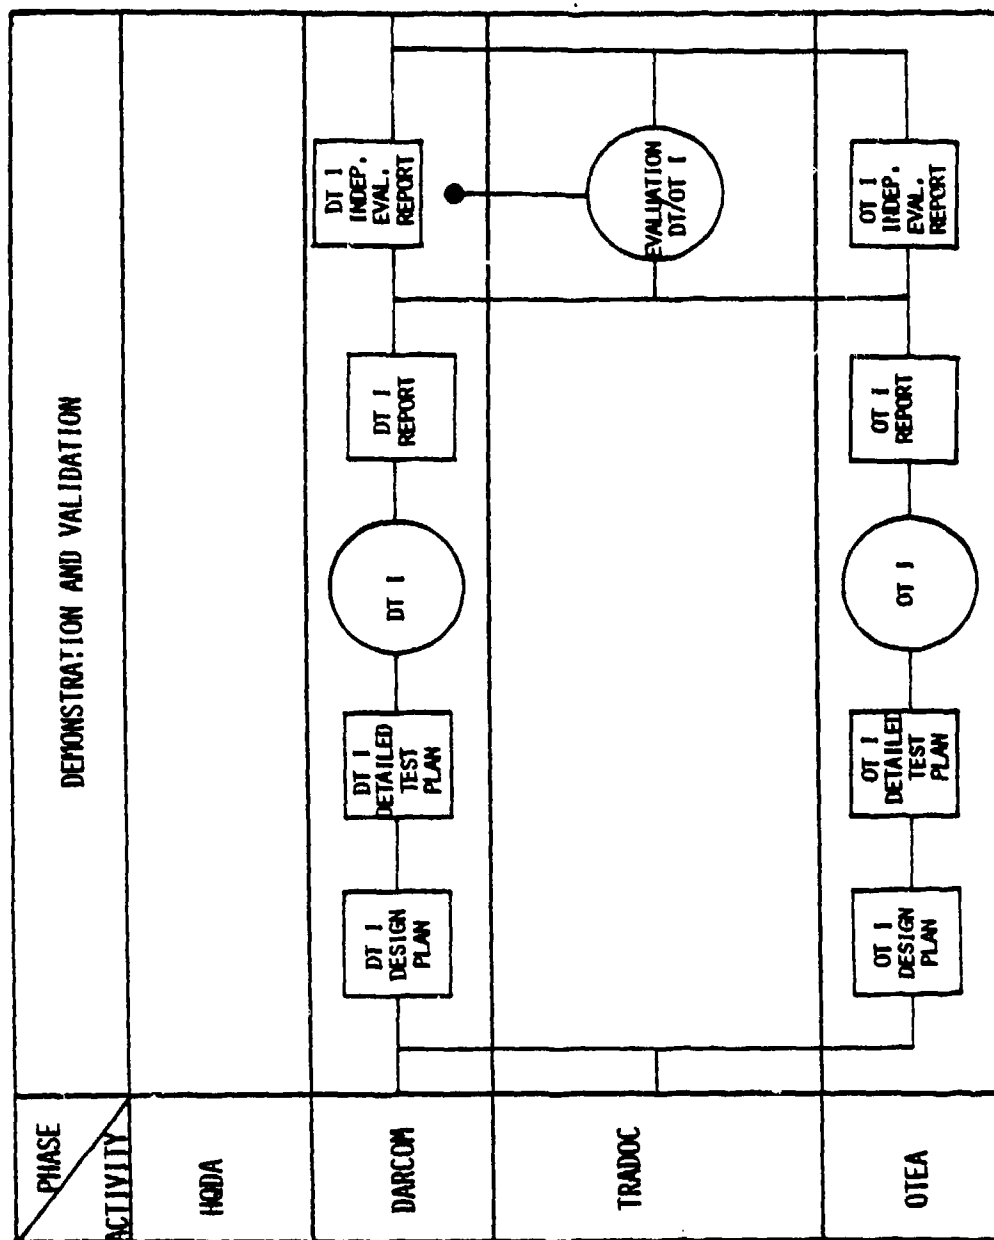 PHASE
ACTIVITY
DEMONSTRATION AND VALIDATION
HQDA
DARCOM
DT I
DESIGN
PLAN
DT I
DETAILED
TEST
PLAN
DT I
DT I
REPORT
DT I
INDEP.
EVAL.
REPORT
TRADOC
EVALUATION
DT/OT I
OTEA
OT I
DESIGN
PLAN
OT I
DETAILED
TEST
PLAN
OT I
OT I
REPORT
OT I
INDEP.
EVAL.
REPORT